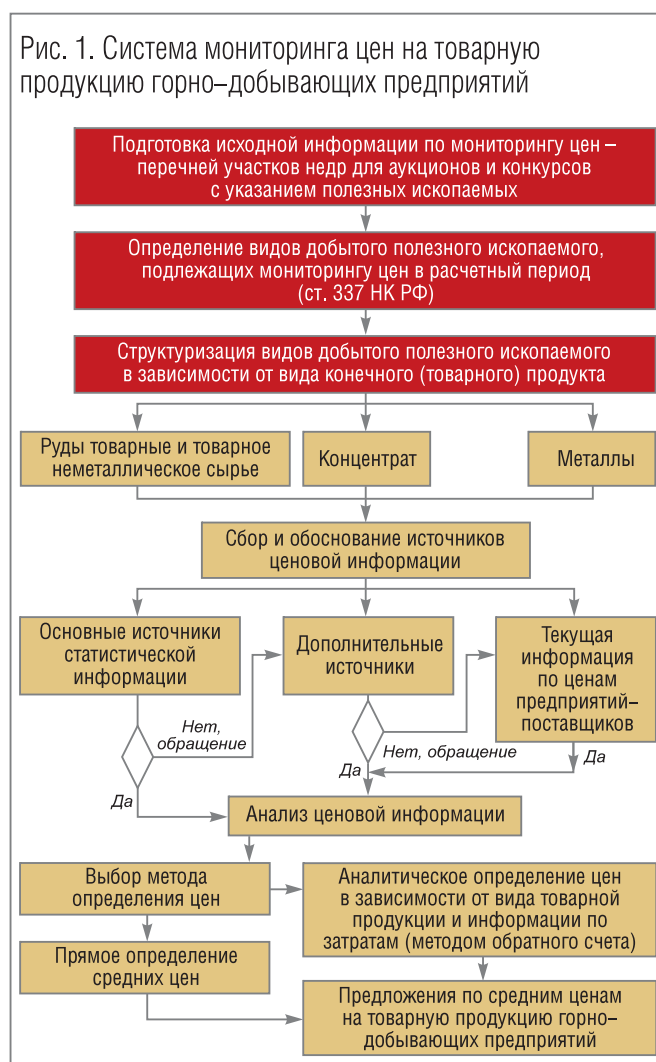 Рис. 1. Система мониторинга цен на товарную
продукцию горно–добывающих предприятий
Подготовка исходной информации по мониторингу цен –
перечней участков недр для аукционов и конкурсов
с указанием полезных ископаемых
Определение видов добытого полезного ископаемого,
подлежащих мониторингу цен в расчетный период
(ст. 337 НК РФ)
Структуризация видов добытого полезного ископаемого
в зависимости от вида конечного (товарного) продукта
Руды товарные и товарное
неметаллическое сырье
Концентрат
Металлы
Сбор и обоснование источников
ценовой информации
Основные источники
статистической
информации
Дополнительные
источники
Текущая
информация
по ценам
предприятий–
поставщиков
Нет,
обращение
Нет, обращение
Да
Да
Да
Анализ ценовой информации
Выбор метода
определения цен
Аналитическое определение цен
в зависимости от вида товарной
продукции и информации по
затратам (методом обратного счета)
Прямое определение
средних цен
Предложения по средним ценам
на товарную продукцию горно–
добывающих предприятий